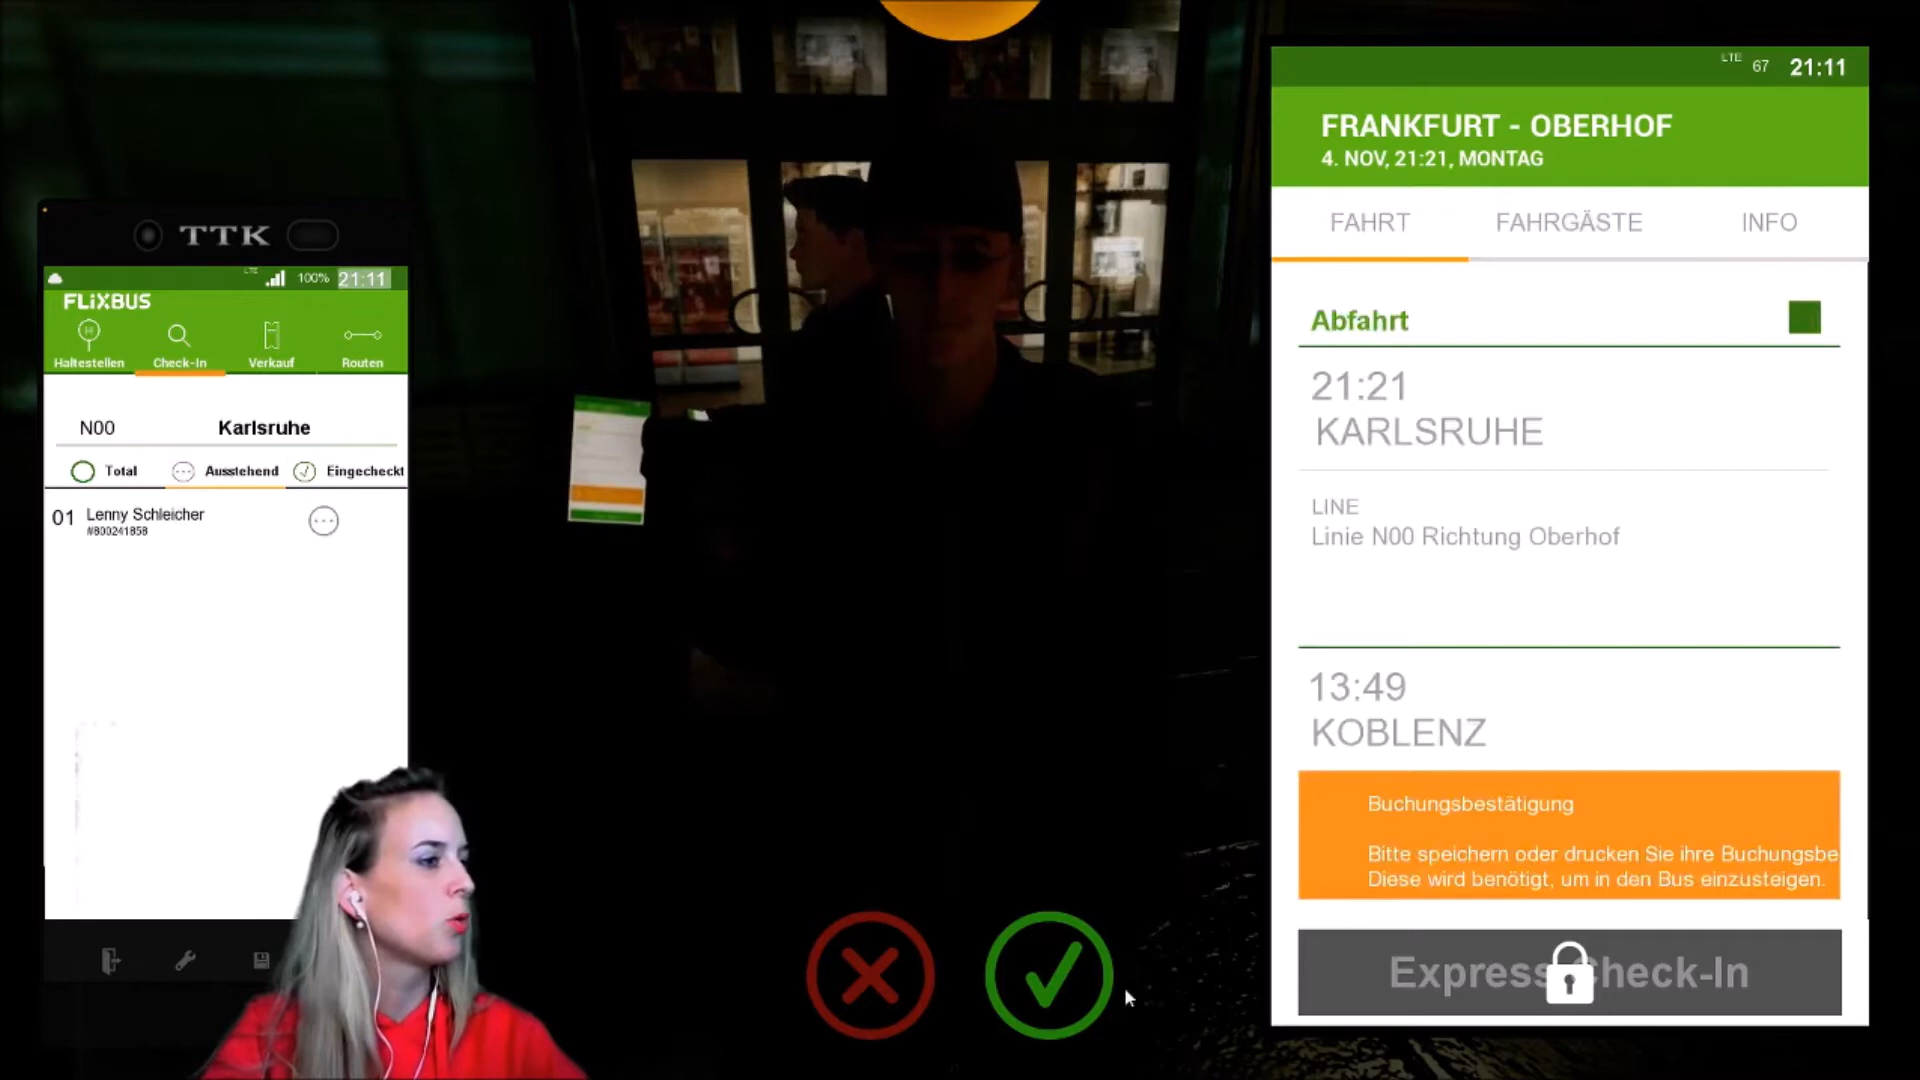 TTK
LTE 100% 21:11
FLiXBUS
Haltestellen Check-In Verkauf Routen
N00 Karlsruhe
Total Ausstehend Eingecheckt
01 Lenny Schleicher
#800241858
LTE 67 21:11
FRANKFURT - OBERHOF
4. NOV, 21:21, MONTAG
FAHRT FAHRGÄSTE INFO
Abfahrt
21:21
KARLSRUHE
LINE
Linie N00 Richtung Oberhof
13:49
KOBLENZ
Buchungsbestätigung
Bitte speichern oder drucken Sie ihre Buchungsbe
Diese wird benötigt, um in den Bus einzusteigen.
Express Check-In